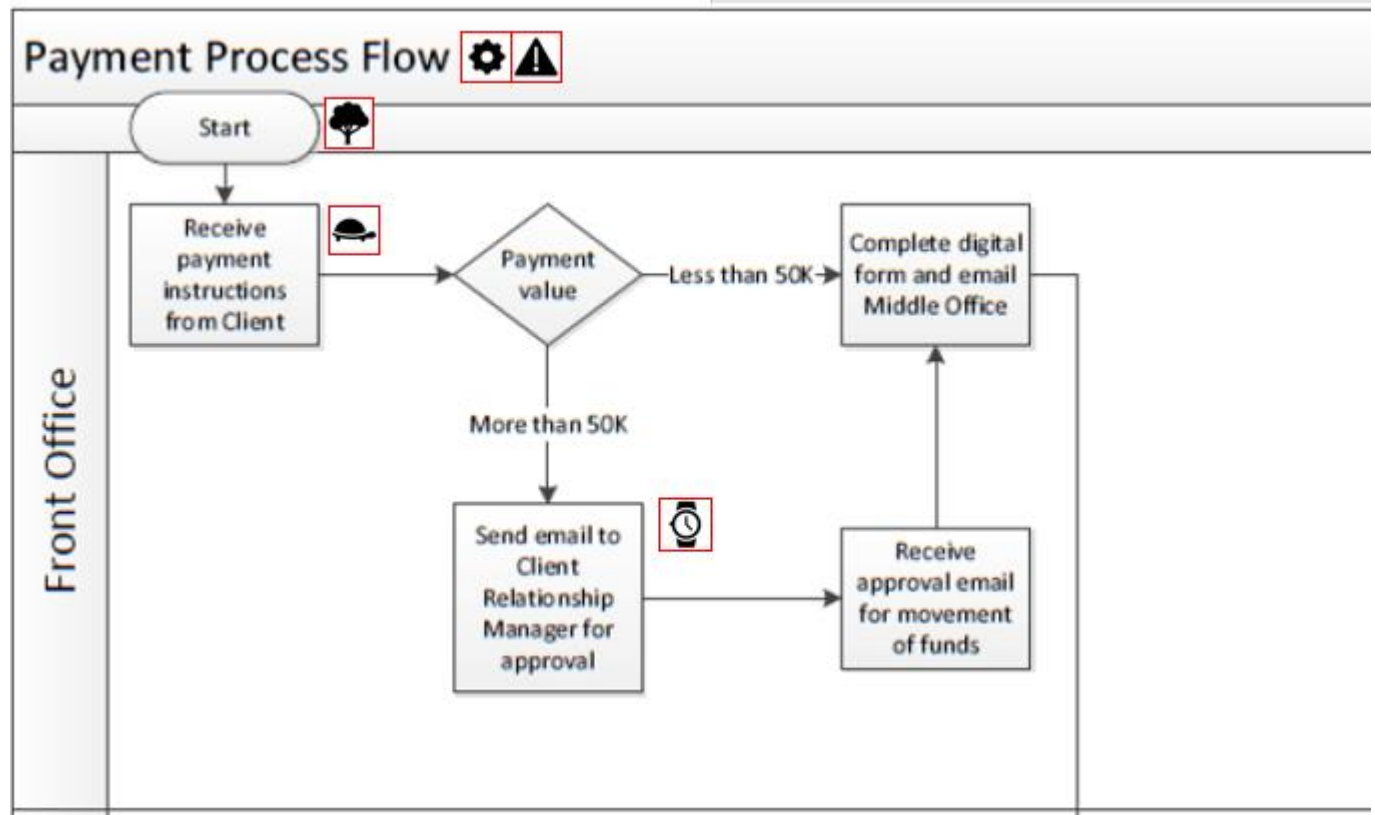 Payment Process Flow
Start
Front Office
Receive
payment
instructions
from Client
Payment
value
Less than 50K
Complete digital
form and email
Middle Office
More than 50K
Send email to
Client
Relationship
Manager for
approval
Receive
approval email
for movement
of funds